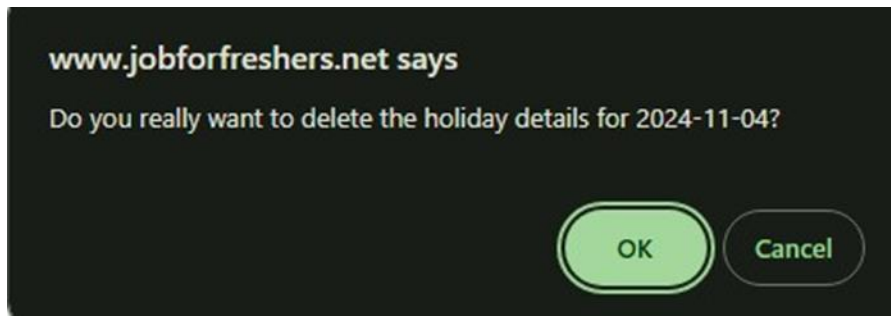 www.jobforfreshers.net says
Do you really want to delete the holiday details for 2024-11-04?
OK
Cancel